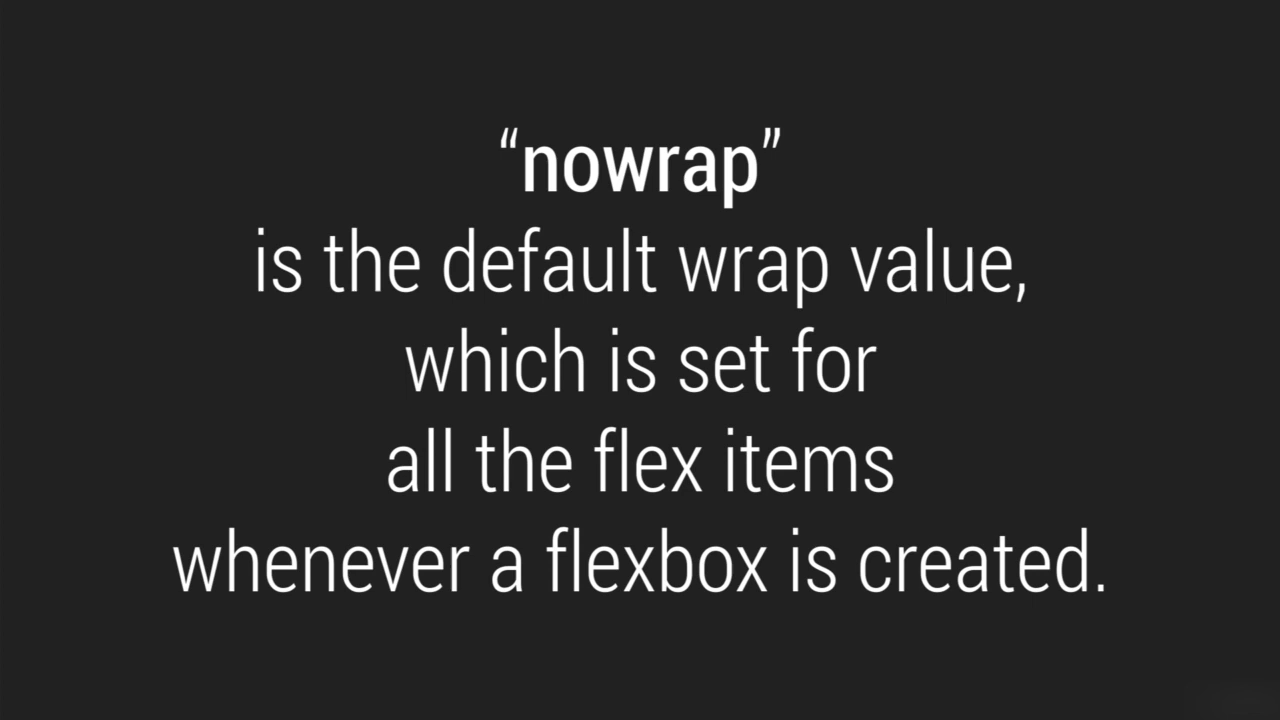 “nowrap”
is the default wrap value,
which is set for
all the flex items
whenever a flexbox is created.